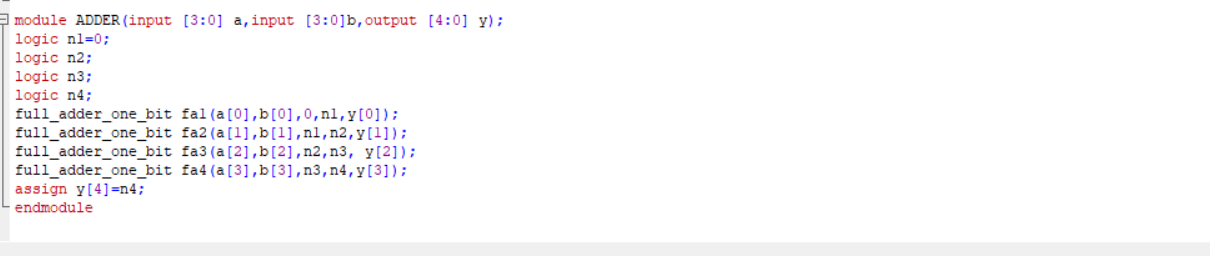 module ADDER(input [3:0] a,input [3:0]b,output [4:0] y);
logic n1=0;
logic n2;
logic n3;
logic n4;
full_adder_one_bit fa1(a[0],b[0],0,n1,y[0]);
full_adder_one_bit fa2(a[1],b[1],n1,n2,y[1]);
full_adder_one_bit fa3(a[2],b[2],n2,n3, y[2]);
full_adder_one_bit fa4(a[3],b[3],n3,n4,y[3]);
assign y[4]=n4;
endmodule